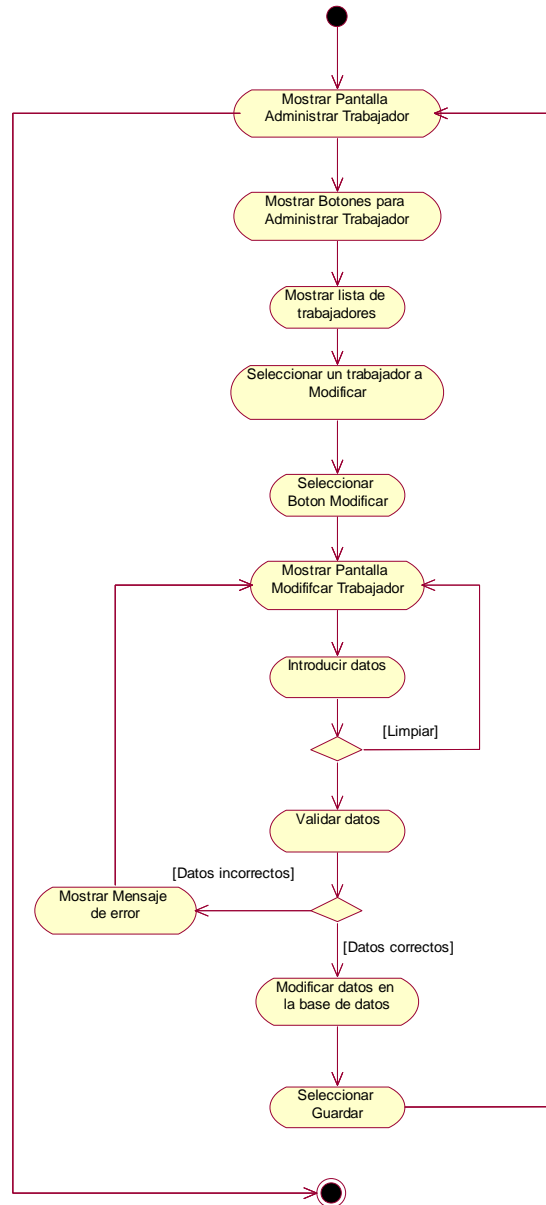 Mostrar Pantalla
Administrar Trabajador
Mostrar Botones para
Administrar Trabajador
Mostrar lista de
trabajadores
Seleccionar un trabajador a
Modificar
Seleccionar
Boton Modificar
Mostrar Pantalla
Modififcar Trabajador
Introducir datos
[Limpiar]
Validar datos
[Datos incorrectos]
Mostrar Mensaje
de error
[Datos correctos]
Modificar datos en
la base de datos
Seleccionar
Guardar